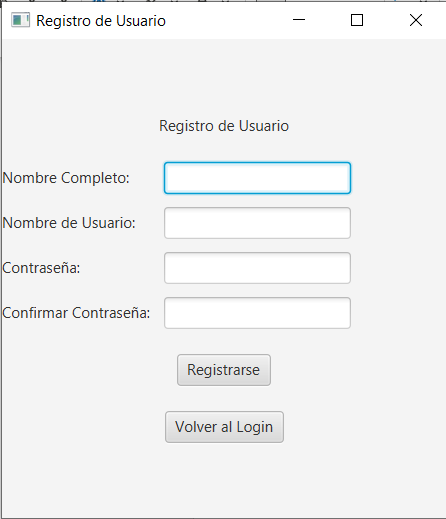 Registro de Usuario
Registro de Usuario
Nombre Completo:
Nombre de Usuario:
Contraseña:
Confirmar Contraseña:
Registrarse
Volver al Login